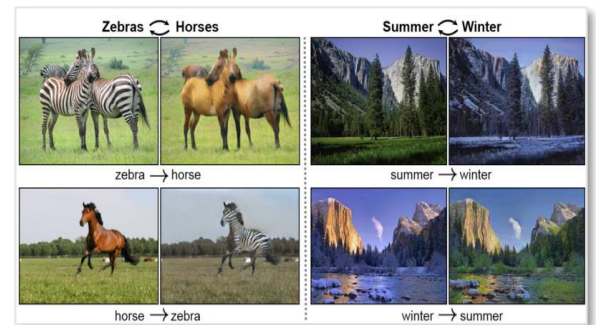 Zebras ⟳ Horses
zebra → horse
horse → zebra
Summer ⟳ Winter
summer → winter
winter → summer